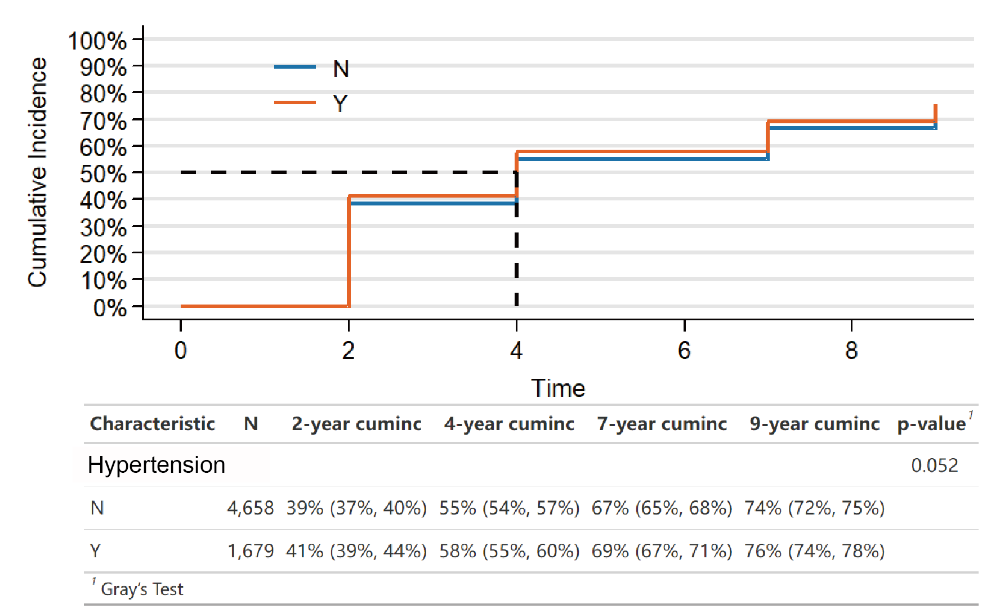 100%
90%
80%
70%
60%
50%
40%
30%
20%
10%
0%
Cumulative Incidence
N
Y
0 2 4 6 8
Time
Characteristic N 2-year cuminc 4-year cuminc 7-year cuminc 9-year cuminc p-value¹
Hypertension 0.052
N 4,658 39% (37%, 40%) 55% (54%, 57%) 67% (65%, 68%) 74% (72%, 75%)
Y 1,679 41% (39%, 44%) 58% (55%, 60%) 69% (67%, 71%) 76% (74%, 78%)
¹ Gray’s Test